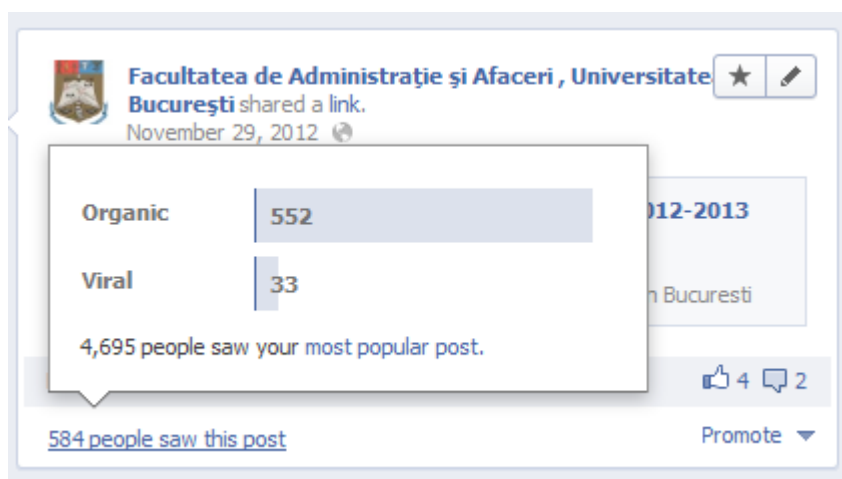 Facultatea de Administraţie şi Afaceri , Universitate
Bucureşti shared a link.
November 29, 2012
Organic 552
012-2013
Viral 33
n Bucuresti
4,695 people saw your most popular post.
4 2
584 people saw this post
Promote